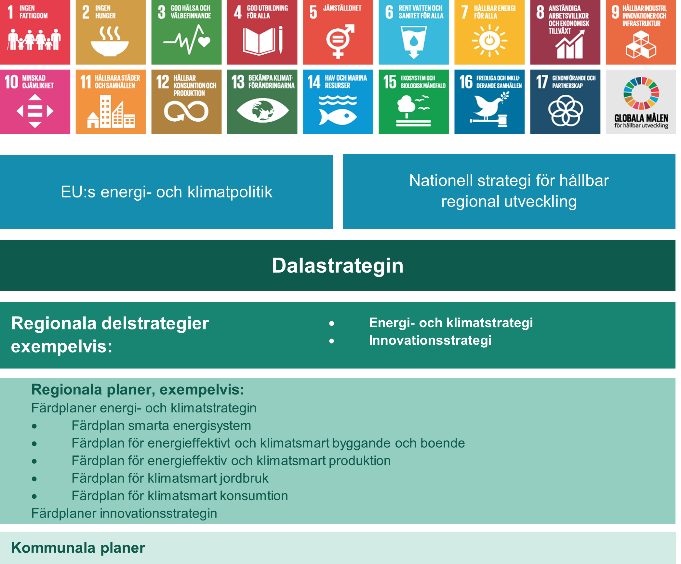 1 INGEN
FATTIGDOM
2 INGEN
HUNGER
3 GOD HÄLSA OCH
VÄLBEFINNANDE
4 GOD UTBILDNING
FÖR ALLA
5 JÄMSTÄLLDHET
6 RENT VATTEN OCH
SANITET FÖR ALLA
7 HÅLLBAR ENERGI
FÖR ALLA
8 ANSTÄNDIGA
ARBETSVILLKOR
OCH EKONOMISK
TILLVÄXT
9 HÅLLBAR INDUSTRI,
INNOVATIONER OCH
INFRASTRUKTUR
10 MINSKAD
OJÄMLIKHET
11 HÅLLBARA STÄDER
OCH SAMHÄLLEN
12 HÅLLBAR
KONSUMTION OCH
PRODUKTION
13 BEKÄMPA KLIMAT-
FÖRÄNDRINGARNA
14 HAV OCH MARINA
RESURSER
15 EKOSYSTEM OCH
BIOLOGISK MÅNGFALD
16 FREDLIGA OCH INKLU-
DERANDE SAMHÄLLEN
17 GENOMFÖRANDE OCH
PARTNERSKAP
GLOBALA MÅLEN
för hållbar utveckling
EU:s energi- och klimatpolitik
Nationell strategi för hållbar
regional utveckling
Dalastrategin
Regionala delstrategier
exempelvis:
• Energi- och klimatstrategi
• Innovationsstrategi
Regionala planer, exempelvis:
Färdplaner energi- och klimatstrategin
• Färdplan smarta energisystem
• Färdplan för energieffektivt och klimatsmart byggande och boende
• Färdplan för energieffektiv och klimatsmart produktion
• Färdplan för klimatsmart jordbruk
• Färdplan för klimatsmart konsumtion
Färdplaner innovationsstrategin
Kommunala planer